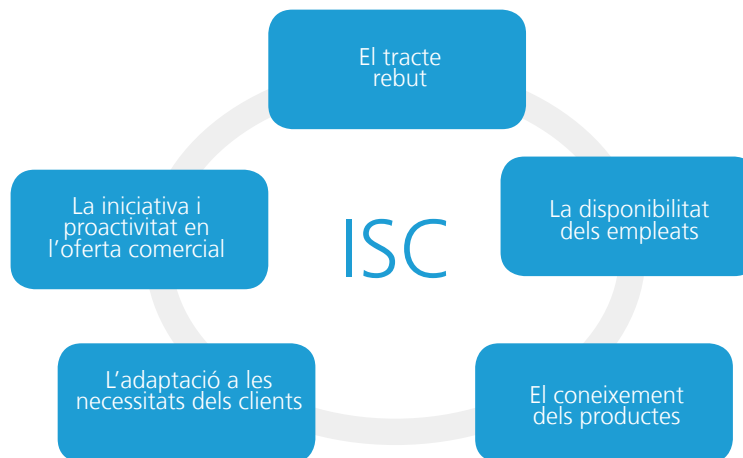 El tracte
rebut
La disponibilitat
dels empleats
El coneixement
dels productes
L'adaptació a les
necessitats dels clients
La iniciativa i
proactivitat en
l'oferta comercial
ISC